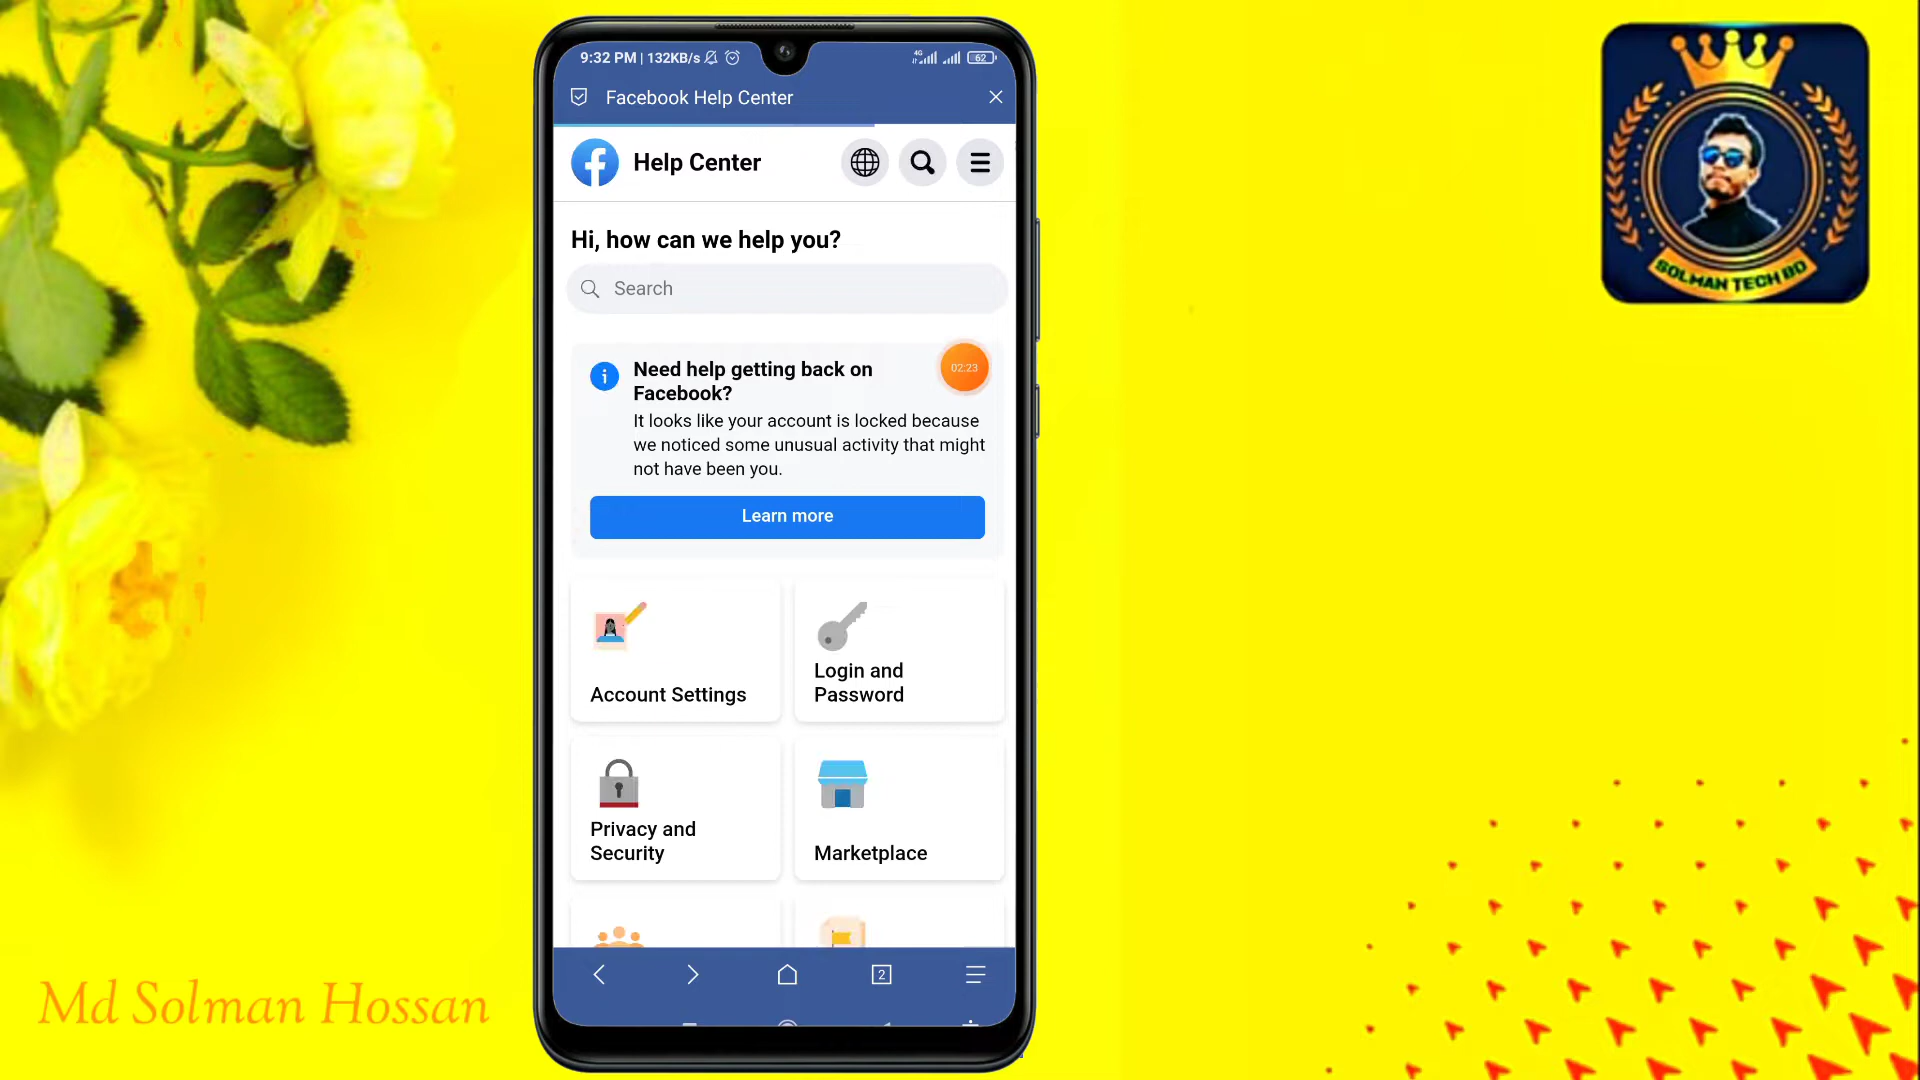 9:32 PM | 132KB/s
4G
62
Facebook Help Center
Help Center
Hi, how can we help you?
Search
Need help getting back on
Facebook?
02:23
It looks like your account is locked because
we noticed some unusual activity that might
not have been you.
Learn more
Account Settings
Login and
Password
Privacy and
Security
Marketplace
2
SOLMAN TECH BD
Md Solman Hossan